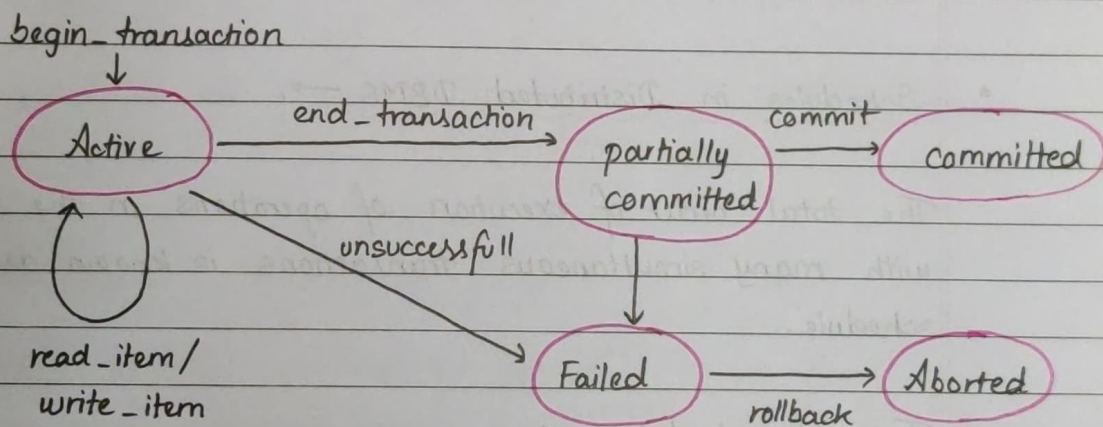 begin_transaction
Active
end_transaction
partially
committed
commit
committed
unsuccessfull
read_item/
write_item
Failed
rollback
Aborted